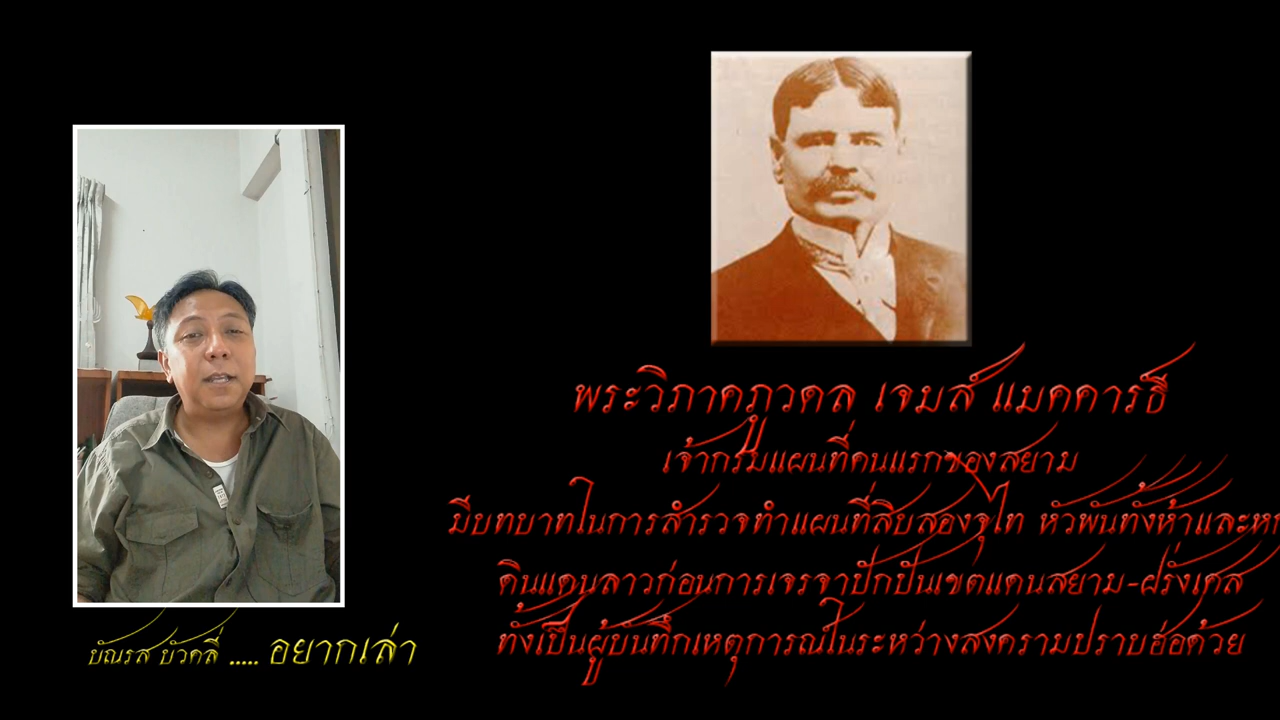 พระวิภาคภูวดล เจมส์ แมคคาร์ธี
เจ้ากรมแผนที่คนแรกของสยาม
มีบทบาทในการสำรวจทำแผนที่สิบสองจุไท หัวพันทั้งห้าและห
ดินแดนลาวก่อนการเจรจาปักปันเขตแดนสยาม-ฝรั่งเศส
ทั้งเป็นผู้บันทึกเหตุการณ์ในระหว่างสงครามปราบฮ่อด้วย
บัณรส บัวคลี่ ..... อยากเล่า